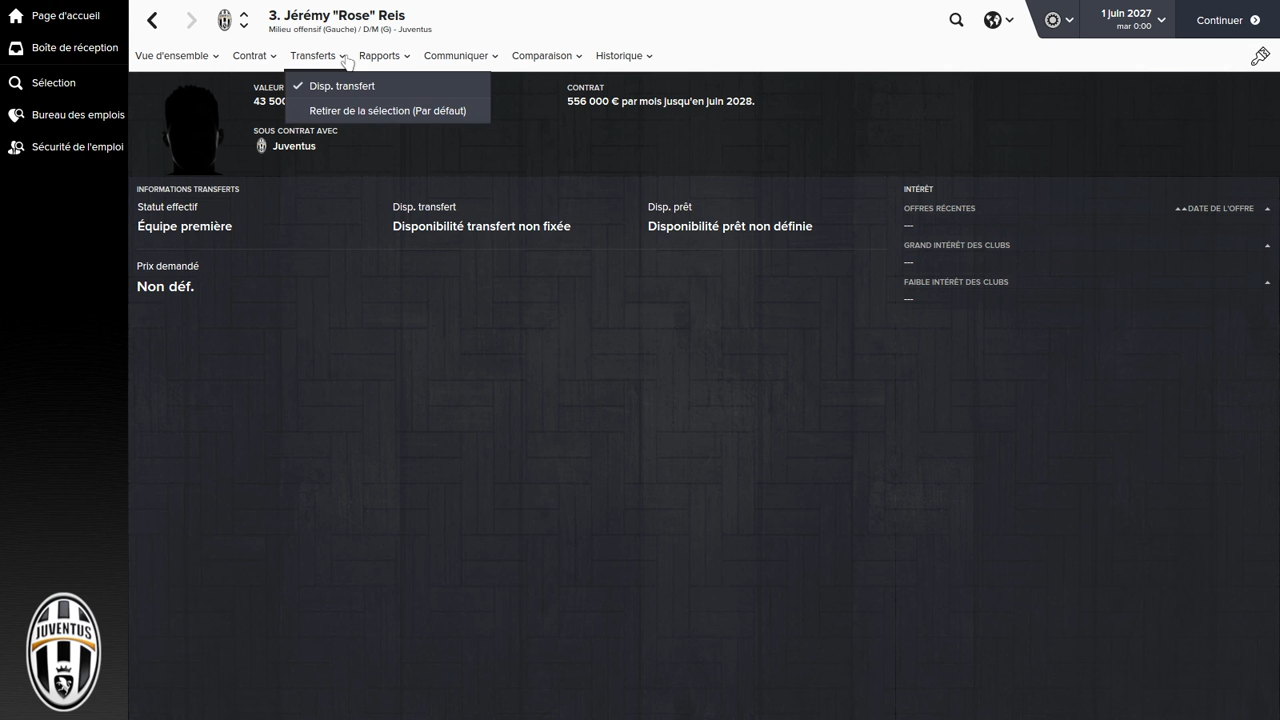 Page d'accueil
Boîte de réception
Sélection
Bureau des emplois
Sécurité de l'emploi
JUVENTUS
3. Jérémy "Rose" Reis
Milieu offensif (Gauche) / D/M (G) - Juventus
1 juin 2027
mar 0:00
Continuer
Vue d'ensemble Contrat Transferts Rapports Communiquer Comparaison Historique
Disp. transfert
Retirer de la sélection (Par défaut)
VALEUR
43 500
CONTRAT
556 000 € par mois jusqu'en juin 2028.
SOUS CONTRAT AVEC
Juventus
INFORMATIONS TRANSFERTS
Statut effectif
Équipe première
Disp. transfert
Disponibilité transfert non fixée
Disp. prêt
Disponibilité prêt non définie
Prix demandé
Non déf.
INTÉRÊT
OFFRES RÉCENTES DATE DE L'OFFRE
---
GRAND INTÉRÊT DES CLUBS
---
FAIBLE INTÉRÊT DES CLUBS
---